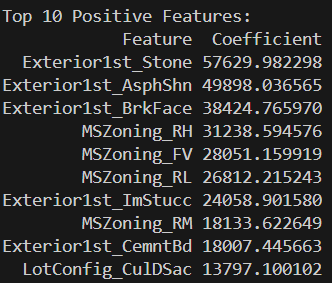 Top 10 Positive Features:
Feature Coefficient
Exterior1st_Stone 57629.982298
Exterior1st_AsphShn 49898.036565
Exterior1st_BrkFace 38424.765970
MSZoning_RH 31238.594576
MSZoning_FV 28051.159919
MSZoning_RL 26812.215243
Exterior1st_ImStucc 24058.901580
MSZoning_RM 18133.622649
Exterior1st_CemntBd 18007.445663
LotConfig_CulDSac 13797.100102